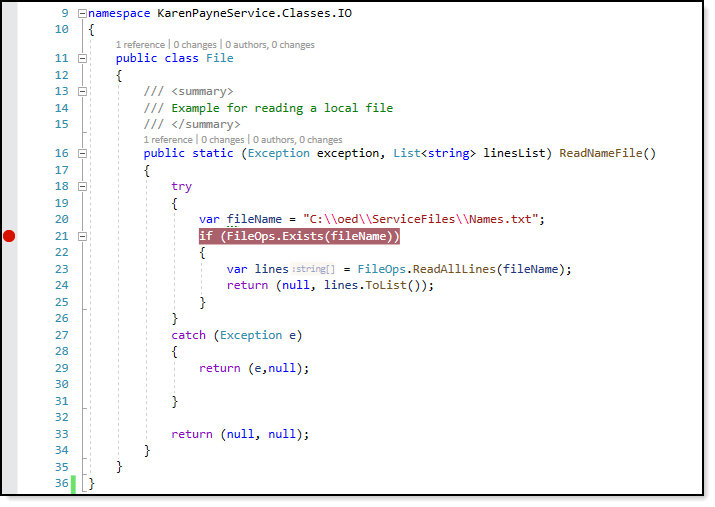 9 namespace KarenPayneService.Classes.IO
10 {
1 reference | 0 changes | 0 authors, 0 changes
11 public class File
12 {
13 /// <summary>
14 /// Example for reading a local file
15 /// </summary>
1 reference | 0 changes | 0 authors, 0 changes
16 public static (Exception exception, List<string> linesList) ReadNameFile()
17 {
18 try
19 {
20 var fileName = "C:\\oed\\ServiceFiles\\Names.txt";
21 if (FileOps.Exists(fileName))
22 {
23 var lines :string[] = FileOps.ReadAllLines(fileName);
24 return (null, lines.ToList());
25 }
26 }
27 catch (Exception e)
28 {
29 return (e,null);
30
31 }
32
33 return (null, null);
34 }
35 }
36 }